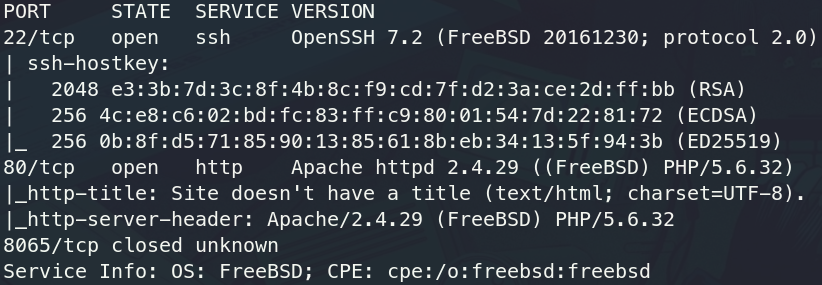 PORT     STATE  SERVICE VERSION
22/tcp   open   ssh     OpenSSH 7.2 (FreeBSD 20161230; protocol 2.0)
| ssh-hostkey:
|   2048 e3:3b:7d:3c:8f:4b:8c:f9:cd:7f:d2:3a:ce:2d:ff:bb (RSA)
|   256 4c:e8:c6:02:bd:fc:83:ff:c9:80:01:54:7d:22:81:72 (ECDSA)
|_  256 0b:8f:d5:71:85:90:13:85:61:8b:eb:34:13:5f:94:3b (ED25519)
80/tcp   open   http    Apache httpd 2.4.29 ((FreeBSD) PHP/5.6.32)
|_http-title: Site doesn't have a title (text/html; charset=UTF-8).
|_http-server-header: Apache/2.4.29 (FreeBSD) PHP/5.6.32
8065/tcp closed unknown
Service Info: OS: FreeBSD; CPE: cpe:/o:freebsd:freebsd